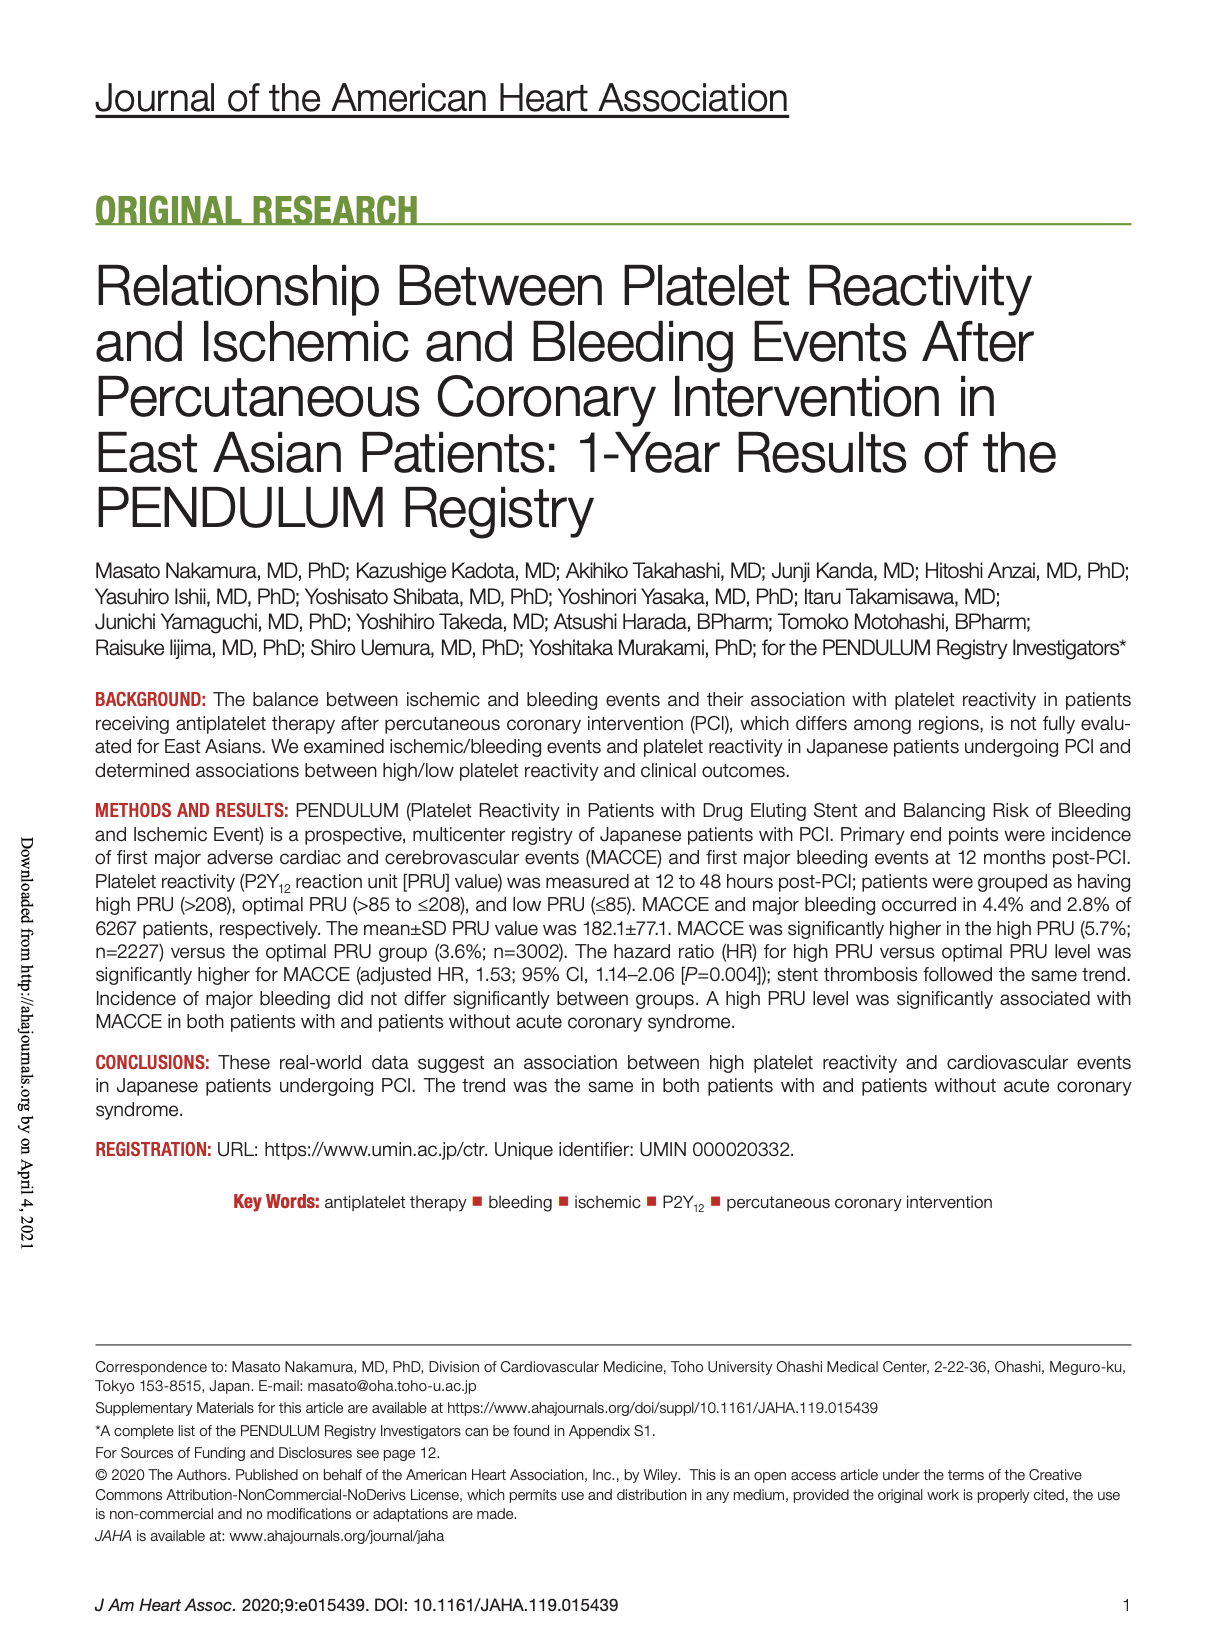 Journal of the American Heart Association
ORIGINAL RESEARCH
Relationship Between Platelet Reactivity
and Ischemic and Bleeding Events After
Percutaneous Coronary Intervention in
East Asian Patients: 1-Year Results of the
PENDULUM Registry
Masato Nakamura, MD, PhD; Kazushige Kadota, MD; Akihiko Takahashi, MD; Junji Kanda, MD; Hitoshi Anzai, MD, PhD;
Yasuhiro Ishii, MD, PhD; Yoshisato Shibata, MD, PhD; Yoshinori Yasaka, MD, PhD; Itaru Takamisawa, MD;
Junichi Yamaguchi, MD, PhD; Yoshihiro Takeda, MD; Atsushi Harada, BPharm; Tomoko Motohashi, BPharm;
Raisuke Iijima, MD, PhD; Shiro Uemura, MD, PhD; Yoshitaka Murakami, PhD; for the PENDULUM Registry Investigators*
BACKGROUND: The balance between ischemic and bleeding events and their association with platelet reactivity in patients
receiving antiplatelet therapy after percutaneous coronary intervention (PCI), which differs among regions, is not fully evalu-
ated for East Asians. We examined ischemic/bleeding events and platelet reactivity in Japanese patients undergoing PCI and
determined associations between high/low platelet reactivity and clinical outcomes.
METHODS AND RESULTS: PENDULUM (Platelet Reactivity in Patients with Drug Eluting Stent and Balancing Risk of Bleeding
and Ischemic Event) is a prospective, multicenter registry of Japanese patients with PCI. Primary end points were incidence
of first major adverse cardiac and cerebrovascular events (MACCE) and first major bleeding events at 12 months post-PCI.
Platelet reactivity (P2Y12 reaction unit [PRU] value) was measured at 12 to 48 hours post-PCI; patients were grouped as having
high PRU (>208), optimal PRU (>85 to ≤208), and low PRU (≤85). MACCE and major bleeding occurred in 4.4% and 2.8% of
6267 patients, respectively. The mean±SD PRU value was 182.1±77.1. MACCE was significantly higher in the high PRU (5.7%;
n=2227) versus the optimal PRU group (3.6%; n=3002). The hazard ratio (HR) for high PRU versus optimal PRU level was
significantly higher for MACCE (adjusted HR, 1.53; 95% CI, 1.14–2.06 [P=0.004]); stent thrombosis followed the same trend.
Incidence of major bleeding did not differ significantly between groups. A high PRU level was significantly associated with
MACCE in both patients with and patients without acute coronary syndrome.
CONCLUSIONS: These real-world data suggest an association between high platelet reactivity and cardiovascular events
in Japanese patients undergoing PCI. The trend was the same in both patients with and patients without acute coronary
syndrome.
REGISTRATION: URL: https://www.umin.ac.jp/ctr. Unique identifier: UMIN 000020332.
Key Words: antiplatelet therapy ■ bleeding ■ ischemic ■ P2Y12 ■ percutaneous coronary intervention
Correspondence to: Masato Nakamura, MD, PhD, Division of Cardiovascular Medicine, Toho University Ohashi Medical Center, 2-22-36, Ohashi, Meguro-ku,
Tokyo 153-8515, Japan. E-mail: masato@oha.toho-u.ac.jp
Supplementary Materials for this article are available at https://www.ahajournals.org/doi/suppl/10.1161/JAHA.119.015439
*A complete list of the PENDULUM Registry Investigators can be found in Appendix S1.
For Sources of Funding and Disclosures see page 12.
© 2020 The Authors. Published on behalf of the American Heart Association, Inc., by Wiley. This is an open access article under the terms of the Creative
Commons Attribution-NonCommercial-NoDerivs License, which permits use and distribution in any medium, provided the original work is properly cited, the use
is non-commercial and no modifications or adaptations are made.
JAHA is available at: www.ahajournals.org/journal/jaha
J Am Heart Assoc. 2020;9:e015439. DOI: 10.1161/JAHA.119.015439 1
Downloaded from http://ahajournals.org by on April 4, 2021